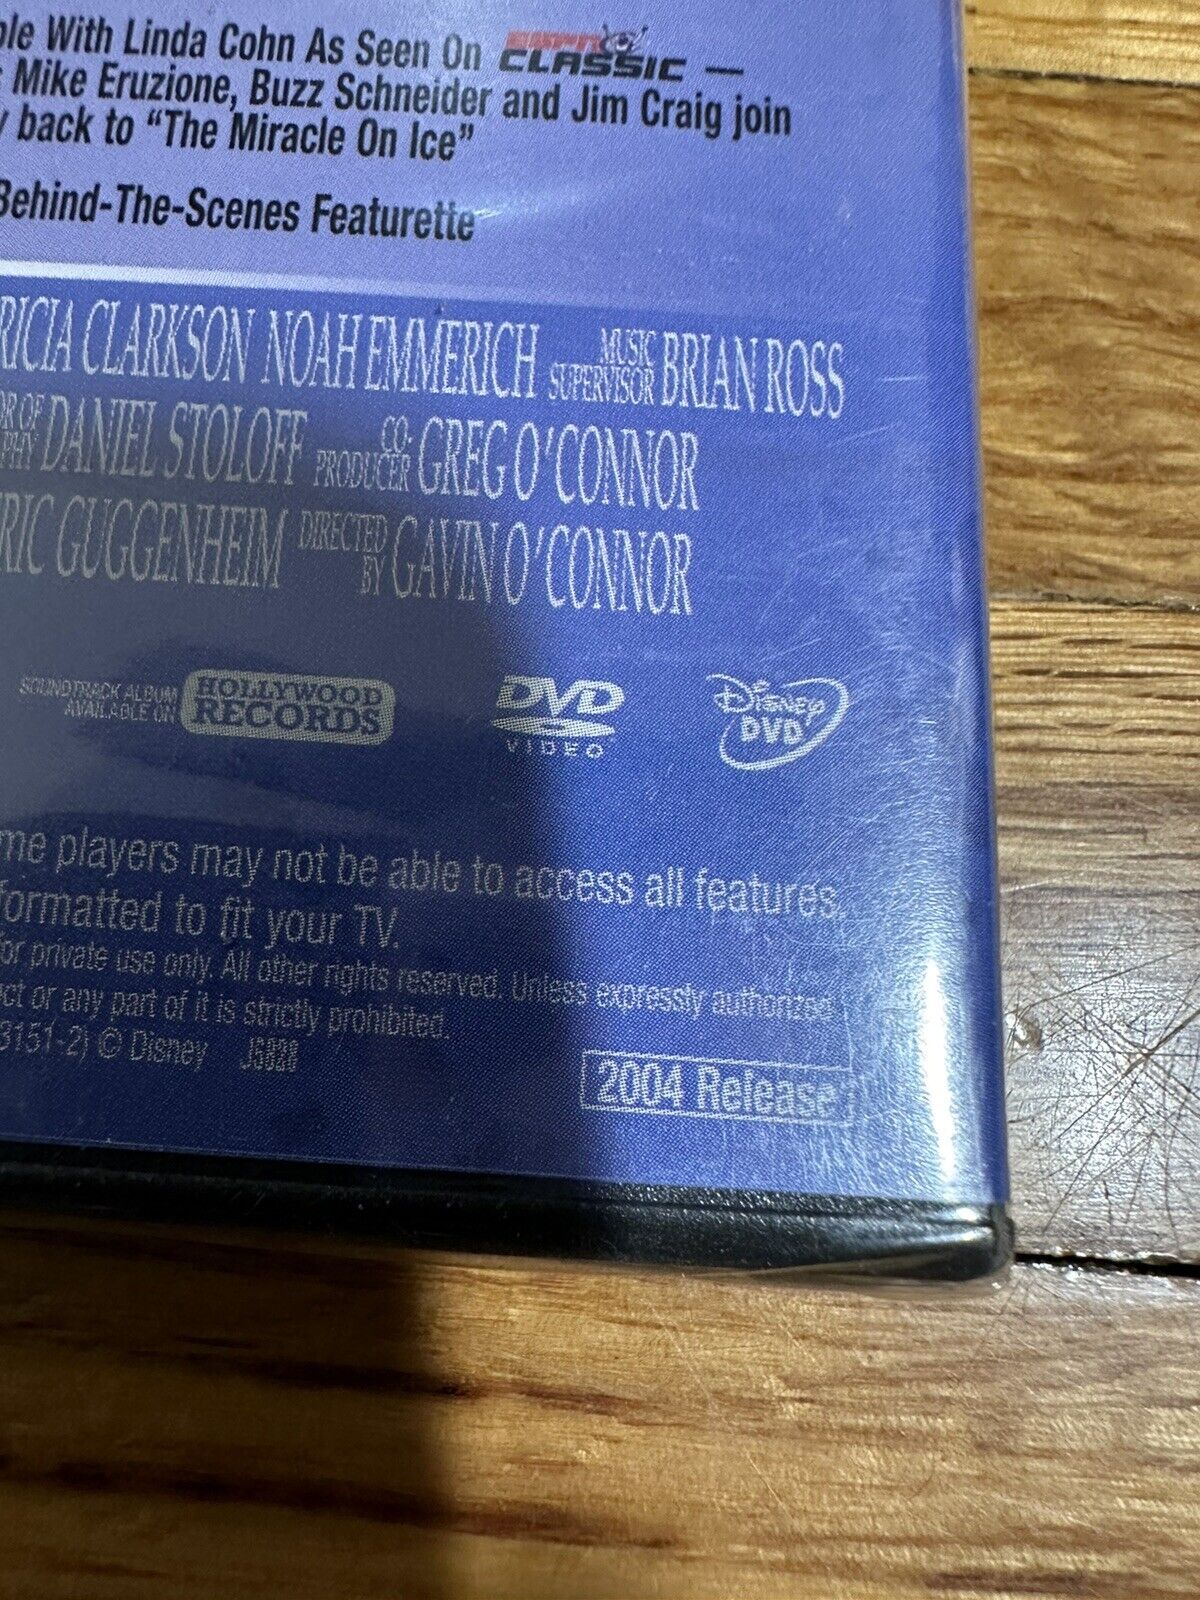 ble With Linda Cohn As Seen On ESPN CLASSIC —
Mike Eruzione, Buzz Schneider and Jim Craig join
y back to "The Miracle On Ice"
Behind-The-Scenes Featurette
RICIA CLARKSON NOAH EMMERICH MUSIC SUPERVISOR BRIAN ROSS
OR OF PHY DANIEL STOLOFF CO-PRODUCER GREG O'CONNOR
RIC GUGGENHEIM DIRECTED BY GAVIN O'CONNOR
SOUNDTRACK ALBUM
AVAILABLE ON
HOLLYWOOD
RECORDS
DVD
VIDEO
Disney
DVD
me players may not be able to access all features.
formatted to fit your TV.
for private use only. All other rights reserved. Unless expressly authorized
ct or any part of it is strictly prohibited.
3151-2) © Disney
2004 Release